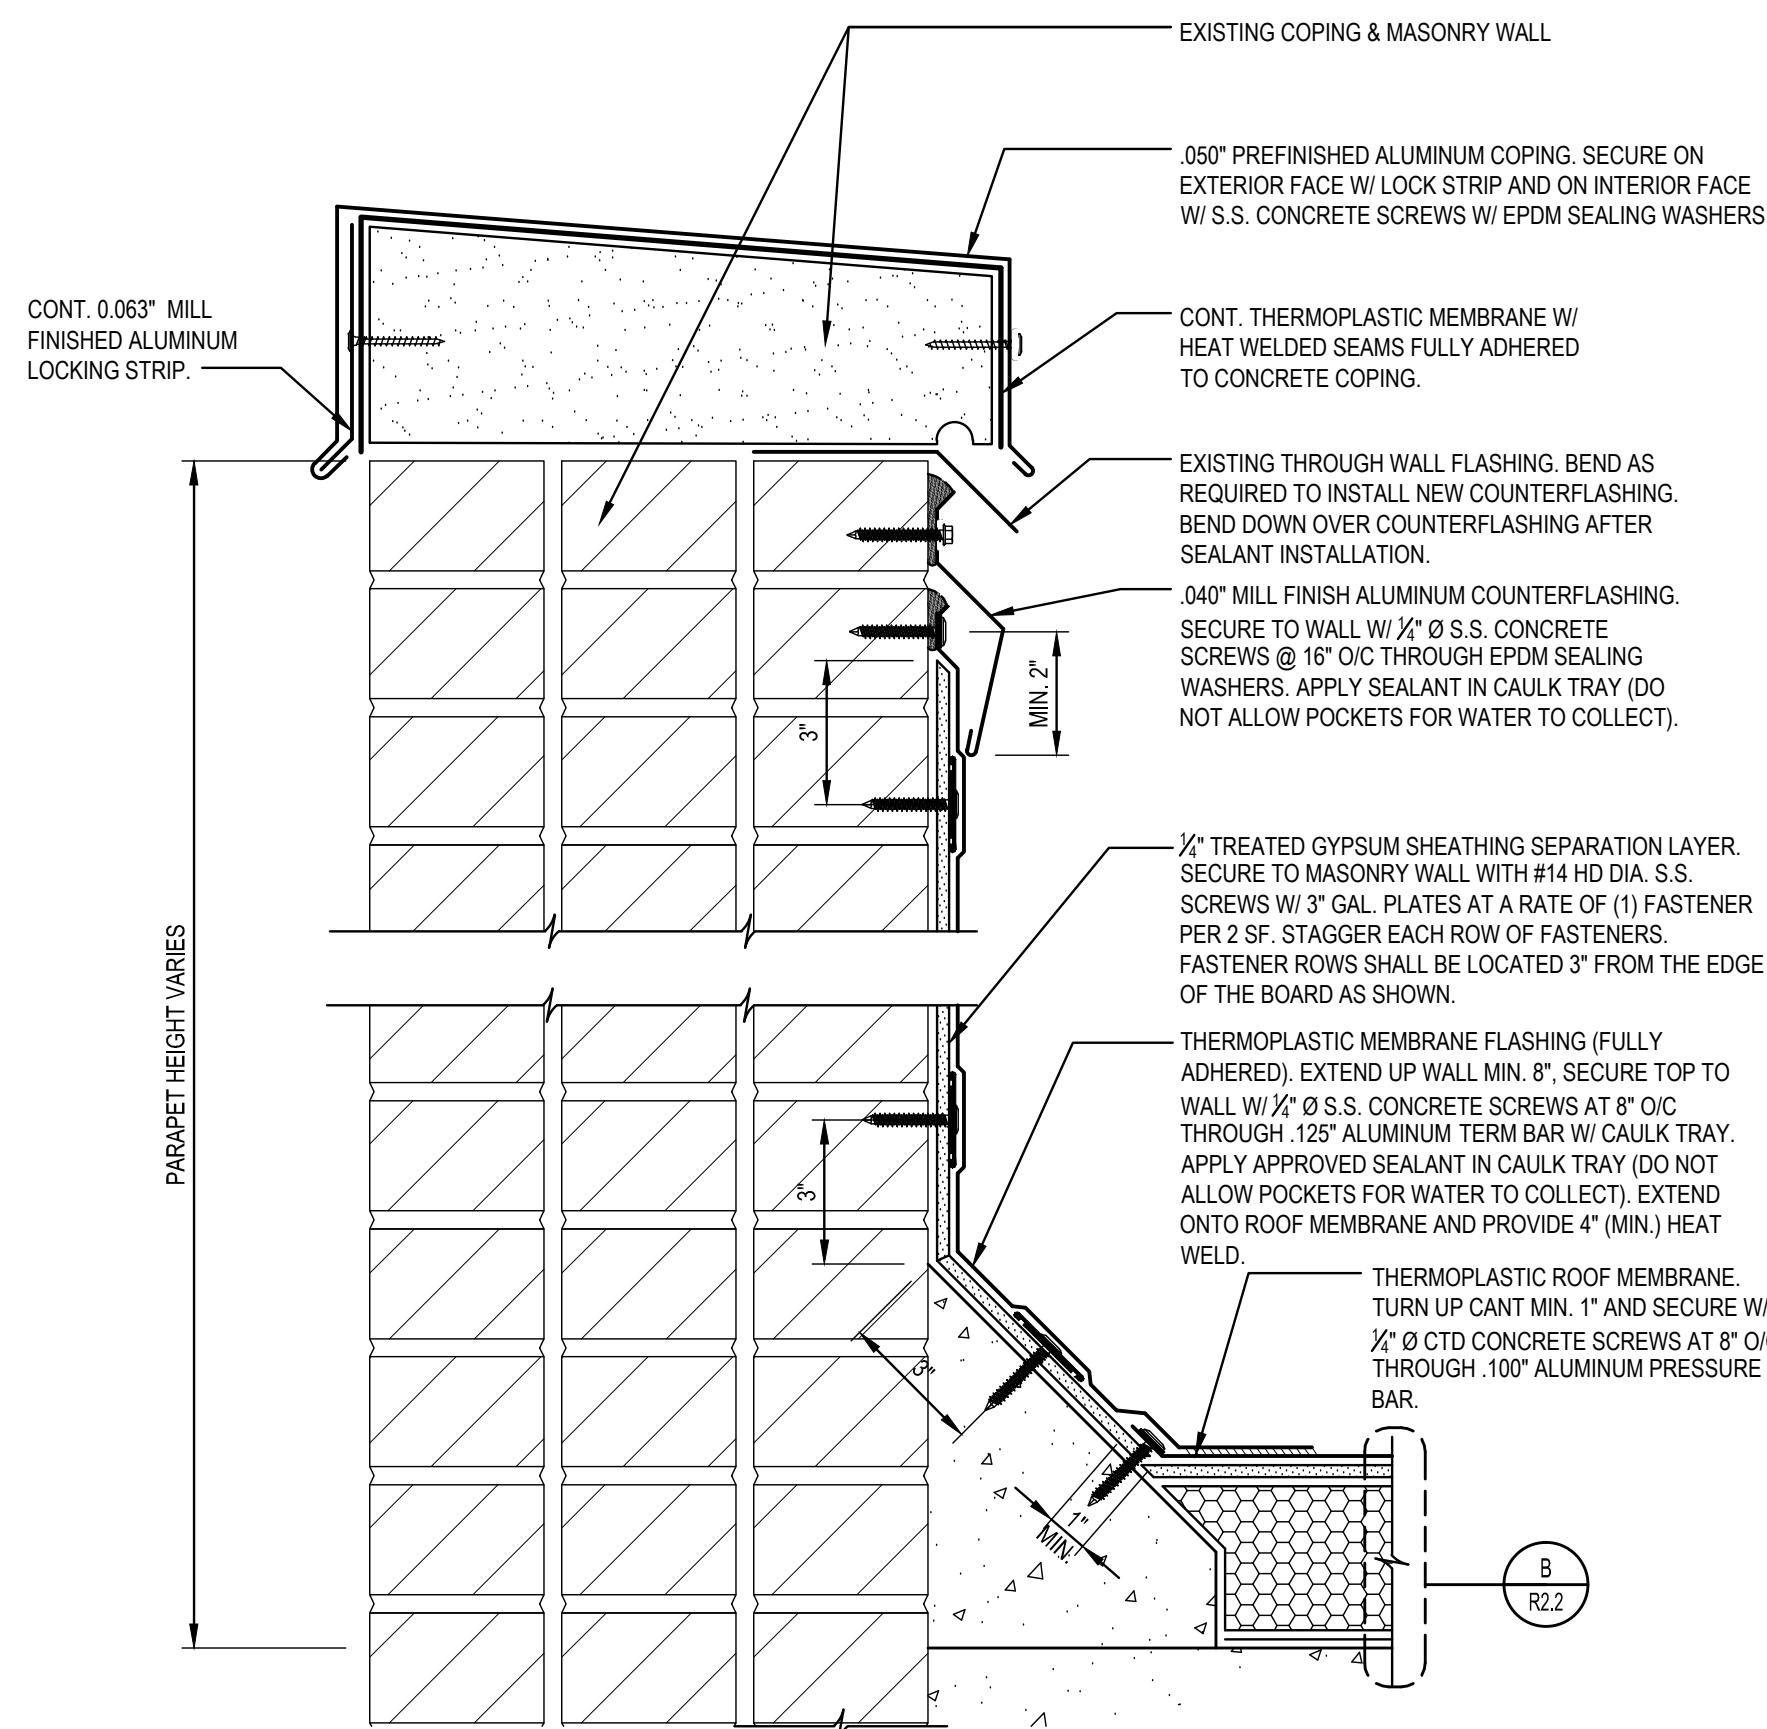 EXISTING COPING & MASONRY WALL
.050" PREFINISHED ALUMINUM COPING. SECURE ON
EXTERIOR FACE W/ LOCK STRIP AND ON INTERIOR FACE
W/ S.S. CONCRETE SCREWS W/ EPDM SEALING WASHERS
CONT. 0.063" MILL
FINISHED ALUMINUM
LOCKING STRIP.
CONT. THERMOPLASTIC MEMBRANE W/
HEAT WELDED SEAMS FULLY ADHERED
TO CONCRETE COPING.
EXISTING THROUGH WALL FLASHING. BEND AS
REQUIRED TO INSTALL NEW COUNTERFLASHING.
BEND DOWN OVER COUNTERFLASHING AFTER
SEALANT INSTALLATION.
.040" MILL FINISH ALUMINUM COUNTERFLASHING.
SECURE TO WALL W/ ¼" Ø S.S. CONCRETE
SCREWS @ 16" O/C THROUGH EPDM SEALING
WASHERS. APPLY SEALANT IN CAULK TRAY (DO
NOT ALLOW POCKETS FOR WATER TO COLLECT).
MIN. 2"
3"
¼" TREATED GYPSUM SHEATHING SEPARATION LAYER.
SECURE TO MASONRY WALL WITH #14 HD DIA. S.S.
SCREWS W/ 3" GAL. PLATES AT A RATE OF (1) FASTENER
PER 2 SF. STAGGER EACH ROW OF FASTENERS.
FASTENER ROWS SHALL BE LOCATED 3" FROM THE EDGE
OF THE BOARD AS SHOWN.
PARAPET HEIGHT VARIES
THERMOPLASTIC MEMBRANE FLASHING (FULLY
ADHERED). EXTEND UP WALL MIN. 8", SECURE TOP TO
WALL W/ ¼" Ø S.S. CONCRETE SCREWS AT 8" O/C
THROUGH .125" ALUMINUM TERM BAR W/ CAULK TRAY.
APPLY APPROVED SEALANT IN CAULK TRAY (DO NOT
ALLOW POCKETS FOR WATER TO COLLECT). EXTEND
ONTO ROOF MEMBRANE AND PROVIDE 4" (MIN.) HEAT
WELD.
3"
THERMOPLASTIC ROOF MEMBRANE.
TURN UP CANT MIN. 1" AND SECURE W/
¼" Ø CTD CONCRETE SCREWS AT 8" O/C
THROUGH .100" ALUMINUM PRESSURE
BAR.
3"
1"
MIN.
B
R2.2